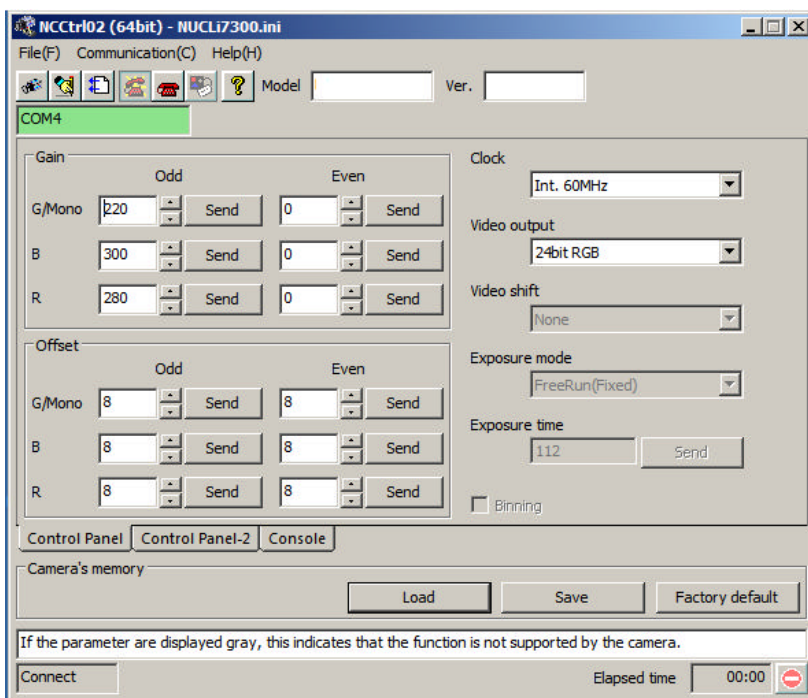 NCCtrl02 (64bit) - NUCLi7300.ini
File(F) Communication(C) Help(H)
Model Ver.
COM4
Gain
Odd Even
G/Mono 220 Send 0 Send
B 300 Send 0 Send
R 280 Send 0 Send
Offset
Odd Even
G/Mono 8 Send 8 Send
B 8 Send 8 Send
R 8 Send 8 Send
Clock
Int. 60MHz
Video output
24bit RGB
Video shift
None
Exposure mode
FreeRun(Fixed)
Exposure time
112 Send
Binning
Control Panel Control Panel-2 Console
Camera's memory
Load Save Factory default
If the parameter are displayed gray, this indicates that the function is not supported by the camera.
Connect Elapsed time 00:00